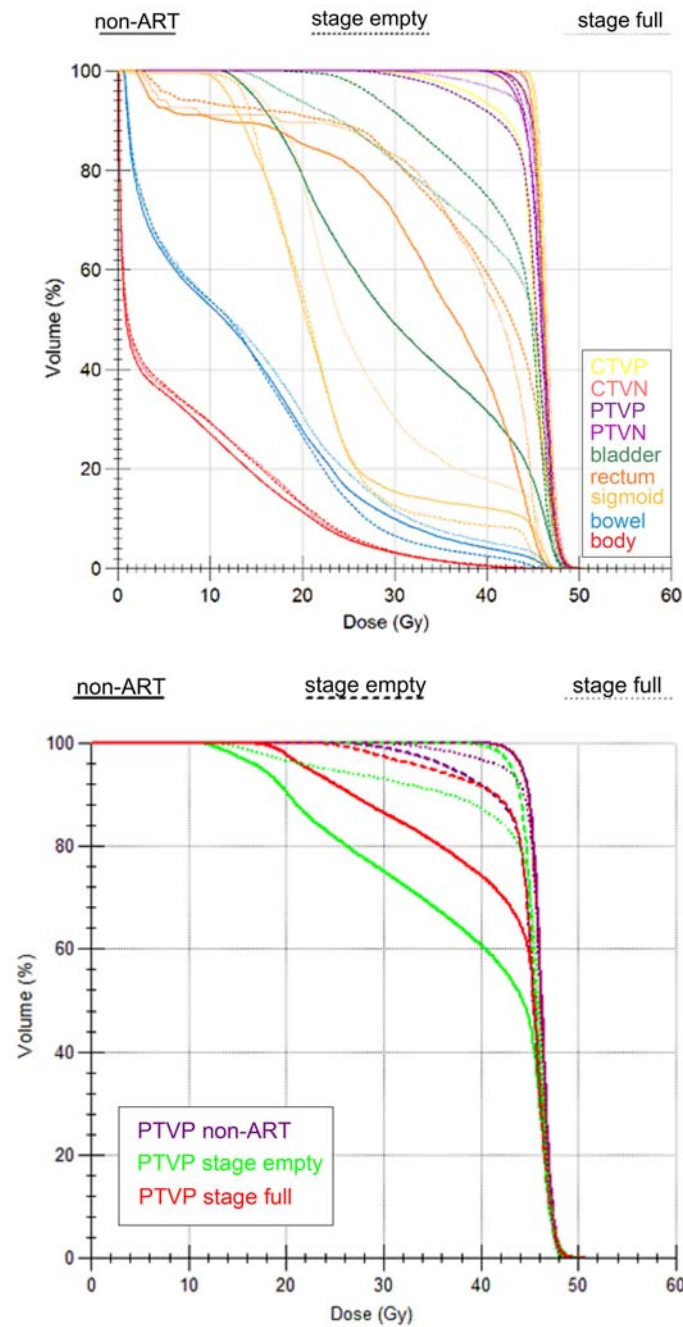 non-ART stage empty stage full
100
80
60
40
20
0
Volume (%)
CTVP
CTVN
PTVP
PTVN
bladder
rectum
sigmoid
bowel
body
0 10 20 30 40 50 60
Dose (Gy)
non-ART stage empty stage full
100
80
60
40
20
0
Volume (%)
PTVP non-ART
PTVP stage empty
PTVP stage full
0 10 20 30 40 50 60
Dose (Gy)